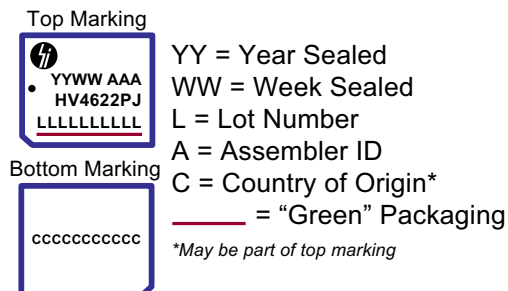 Top Marking
YYWW AAA
HV4622PJ
LLLLLLLLLL
YY = Year Sealed
WW = Week Sealed
L = Lot Number
A = Assembler ID
C = Country of Origin*
= “Green” Packaging
*May be part of top marking
Bottom Marking
CCCCCCCCCCC